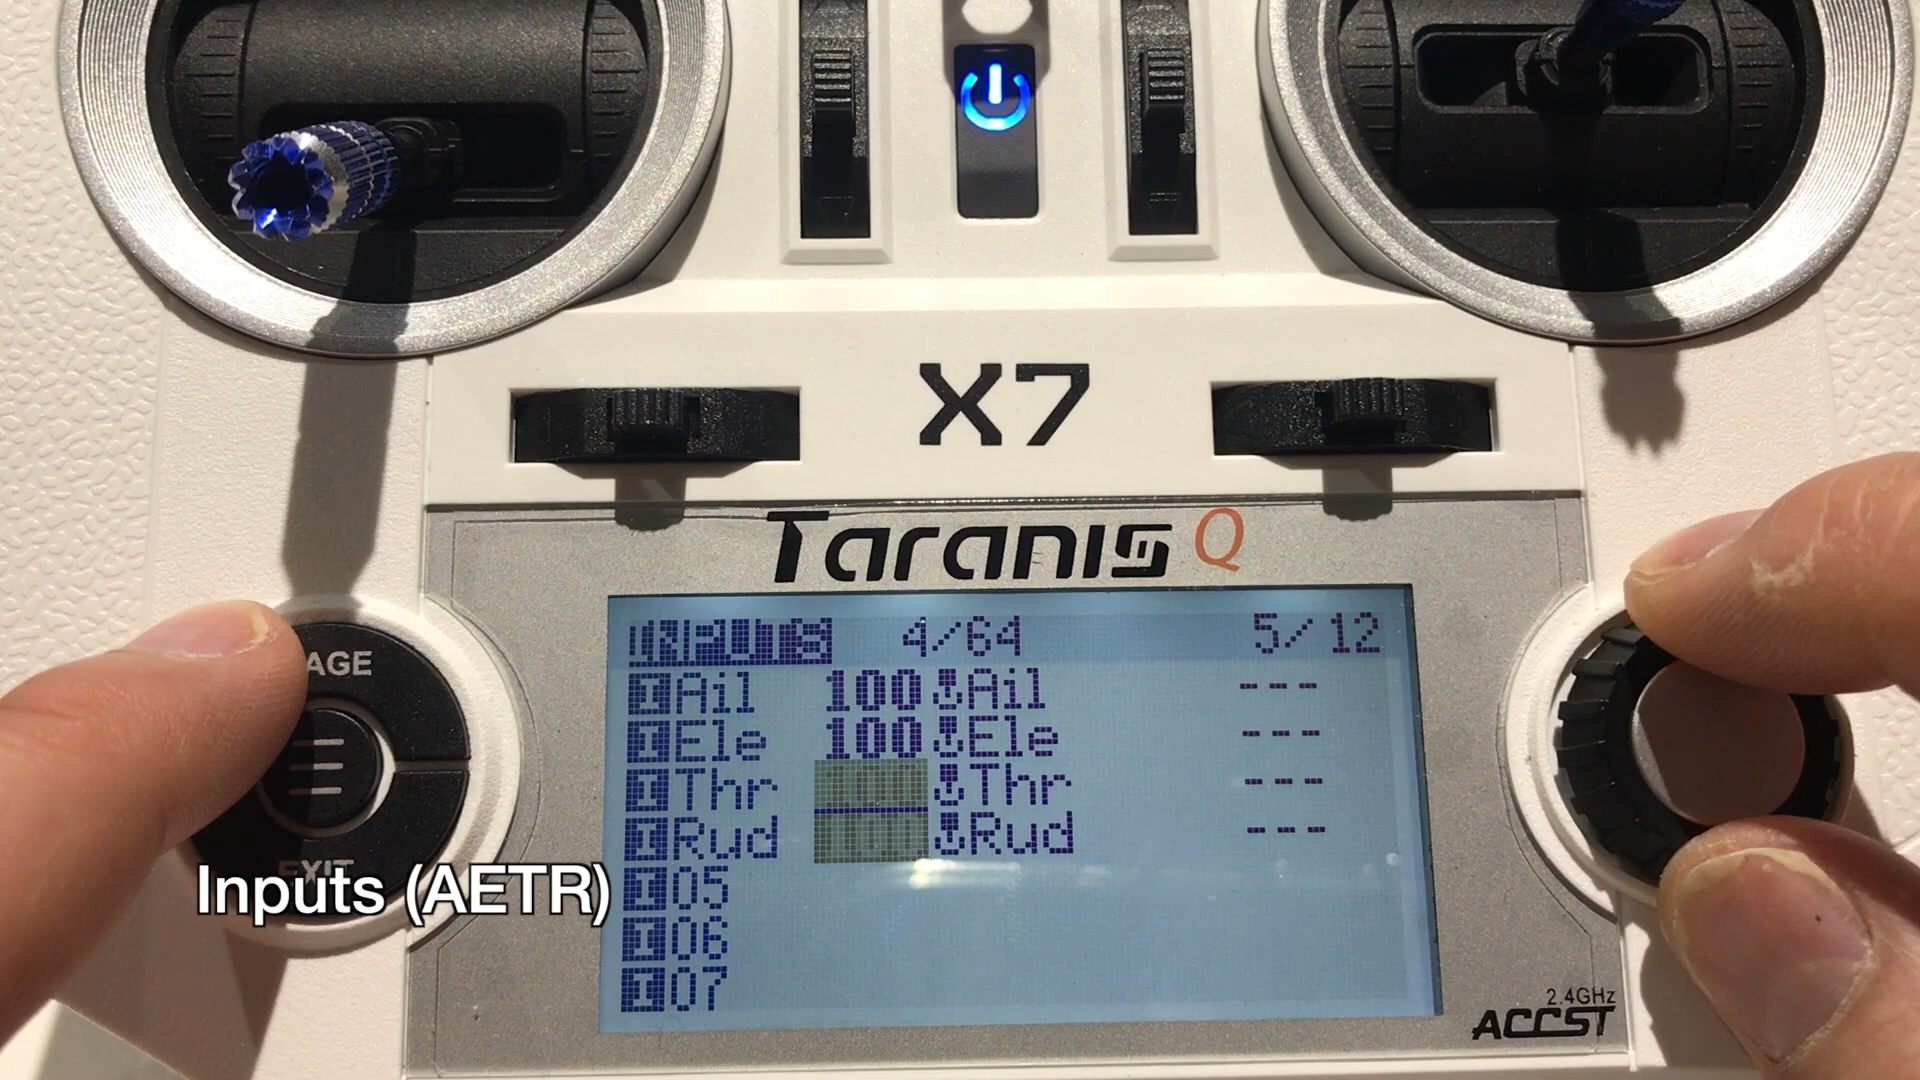 X7
Taranis Q
INPUTS 4/64 5/12
I Ail 100 Ail ---
I Ele 100 Ele ---
I Thr Thr ---
I Rud Rud ---
I 05
I 06
I 07
AGE
EXIT
Inputs (AETR)
2.4GHz
ACCST